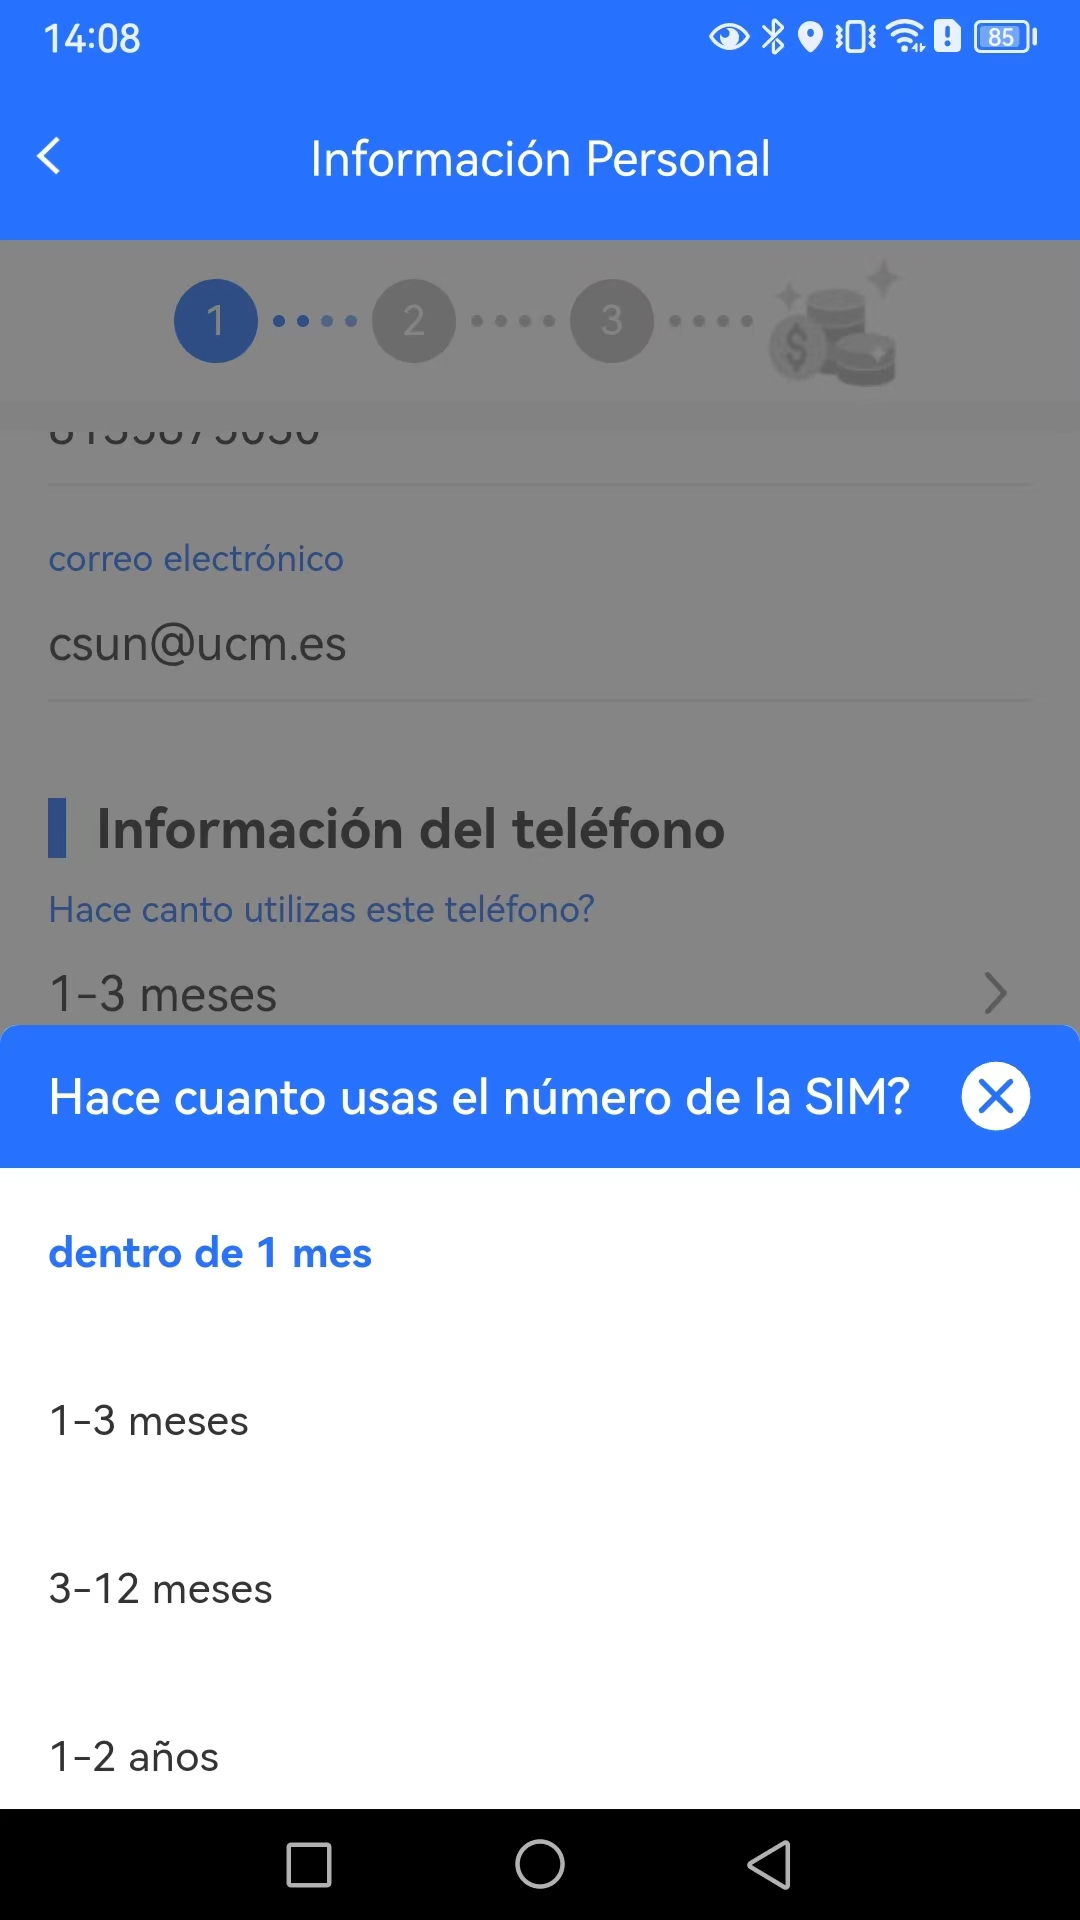 14:08
85
Información Personal
1
2
3
correo electrónico
csun@ucm.es
Información del teléfono
Hace canto utilizas este teléfono?
1-3 meses
Hace cuanto usas el número de la SIM?
dentro de 1 mes
1-3 meses
3-12 meses
1-2 años